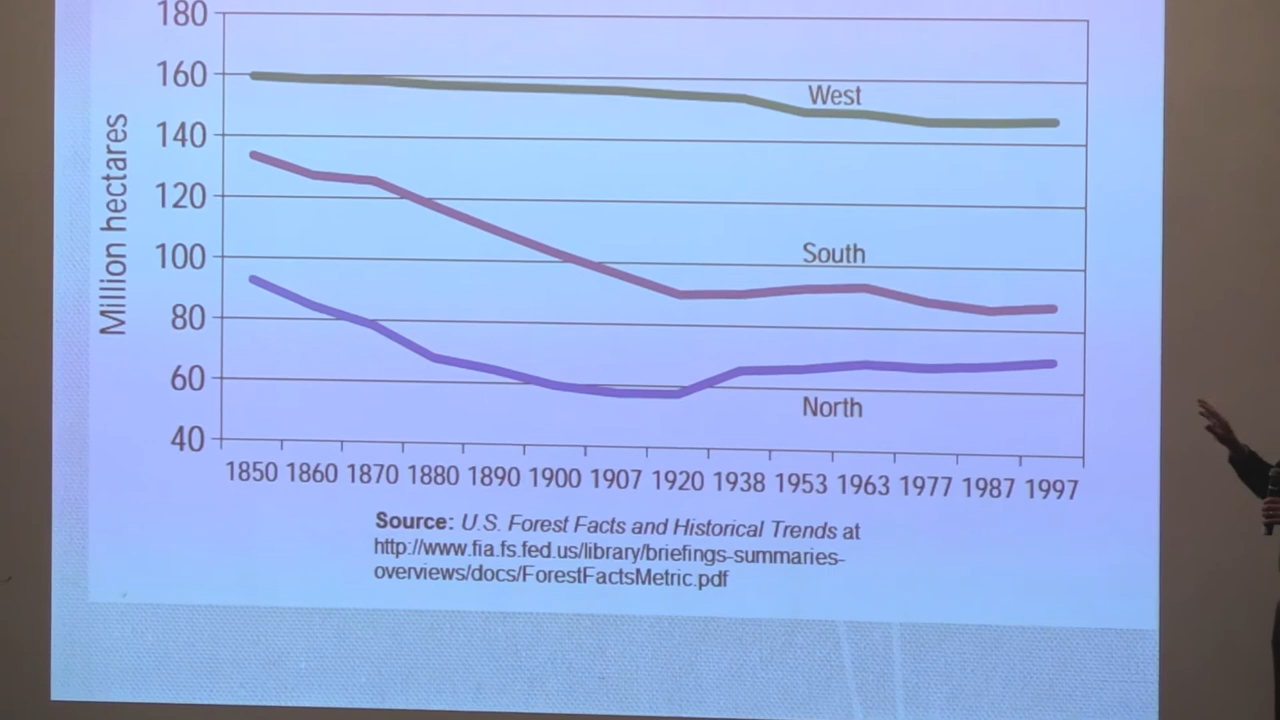 180
160
West
140
Million hectares
120
South
100
80
60
North
40
1850 1860 1870 1880 1890 1900 1907 1920 1938 1953 1963 1977 1987 1997
Source: U.S. Forest Facts and Historical Trends at
http://www.fia.fs.fed.us/library/briefings-summaries-
overviews/docs/ForestFactsMetric.pdf